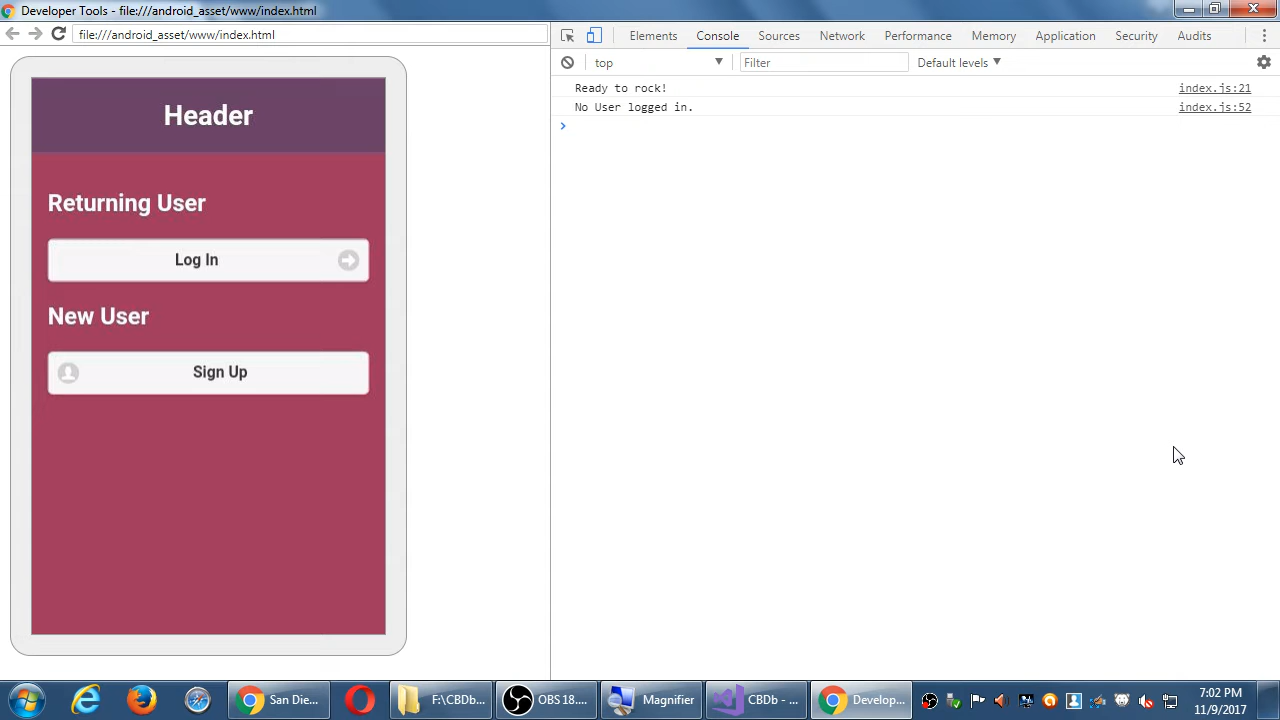 Developer Tools - file:///android_asset/www/index.html
file:///android_asset/www/index.html
Elements Console Sources Network Performance Memory Application Security Audits
top Filter Default levels
Ready to rock! index.js:21
No User logged in. index.js:52
Header
Returning User
Log In
New User
Sign Up
San Die... F:\CBDb... OBS 18.... Magnifier CBDb - ... Develop...
7:02 PM
11/9/2017